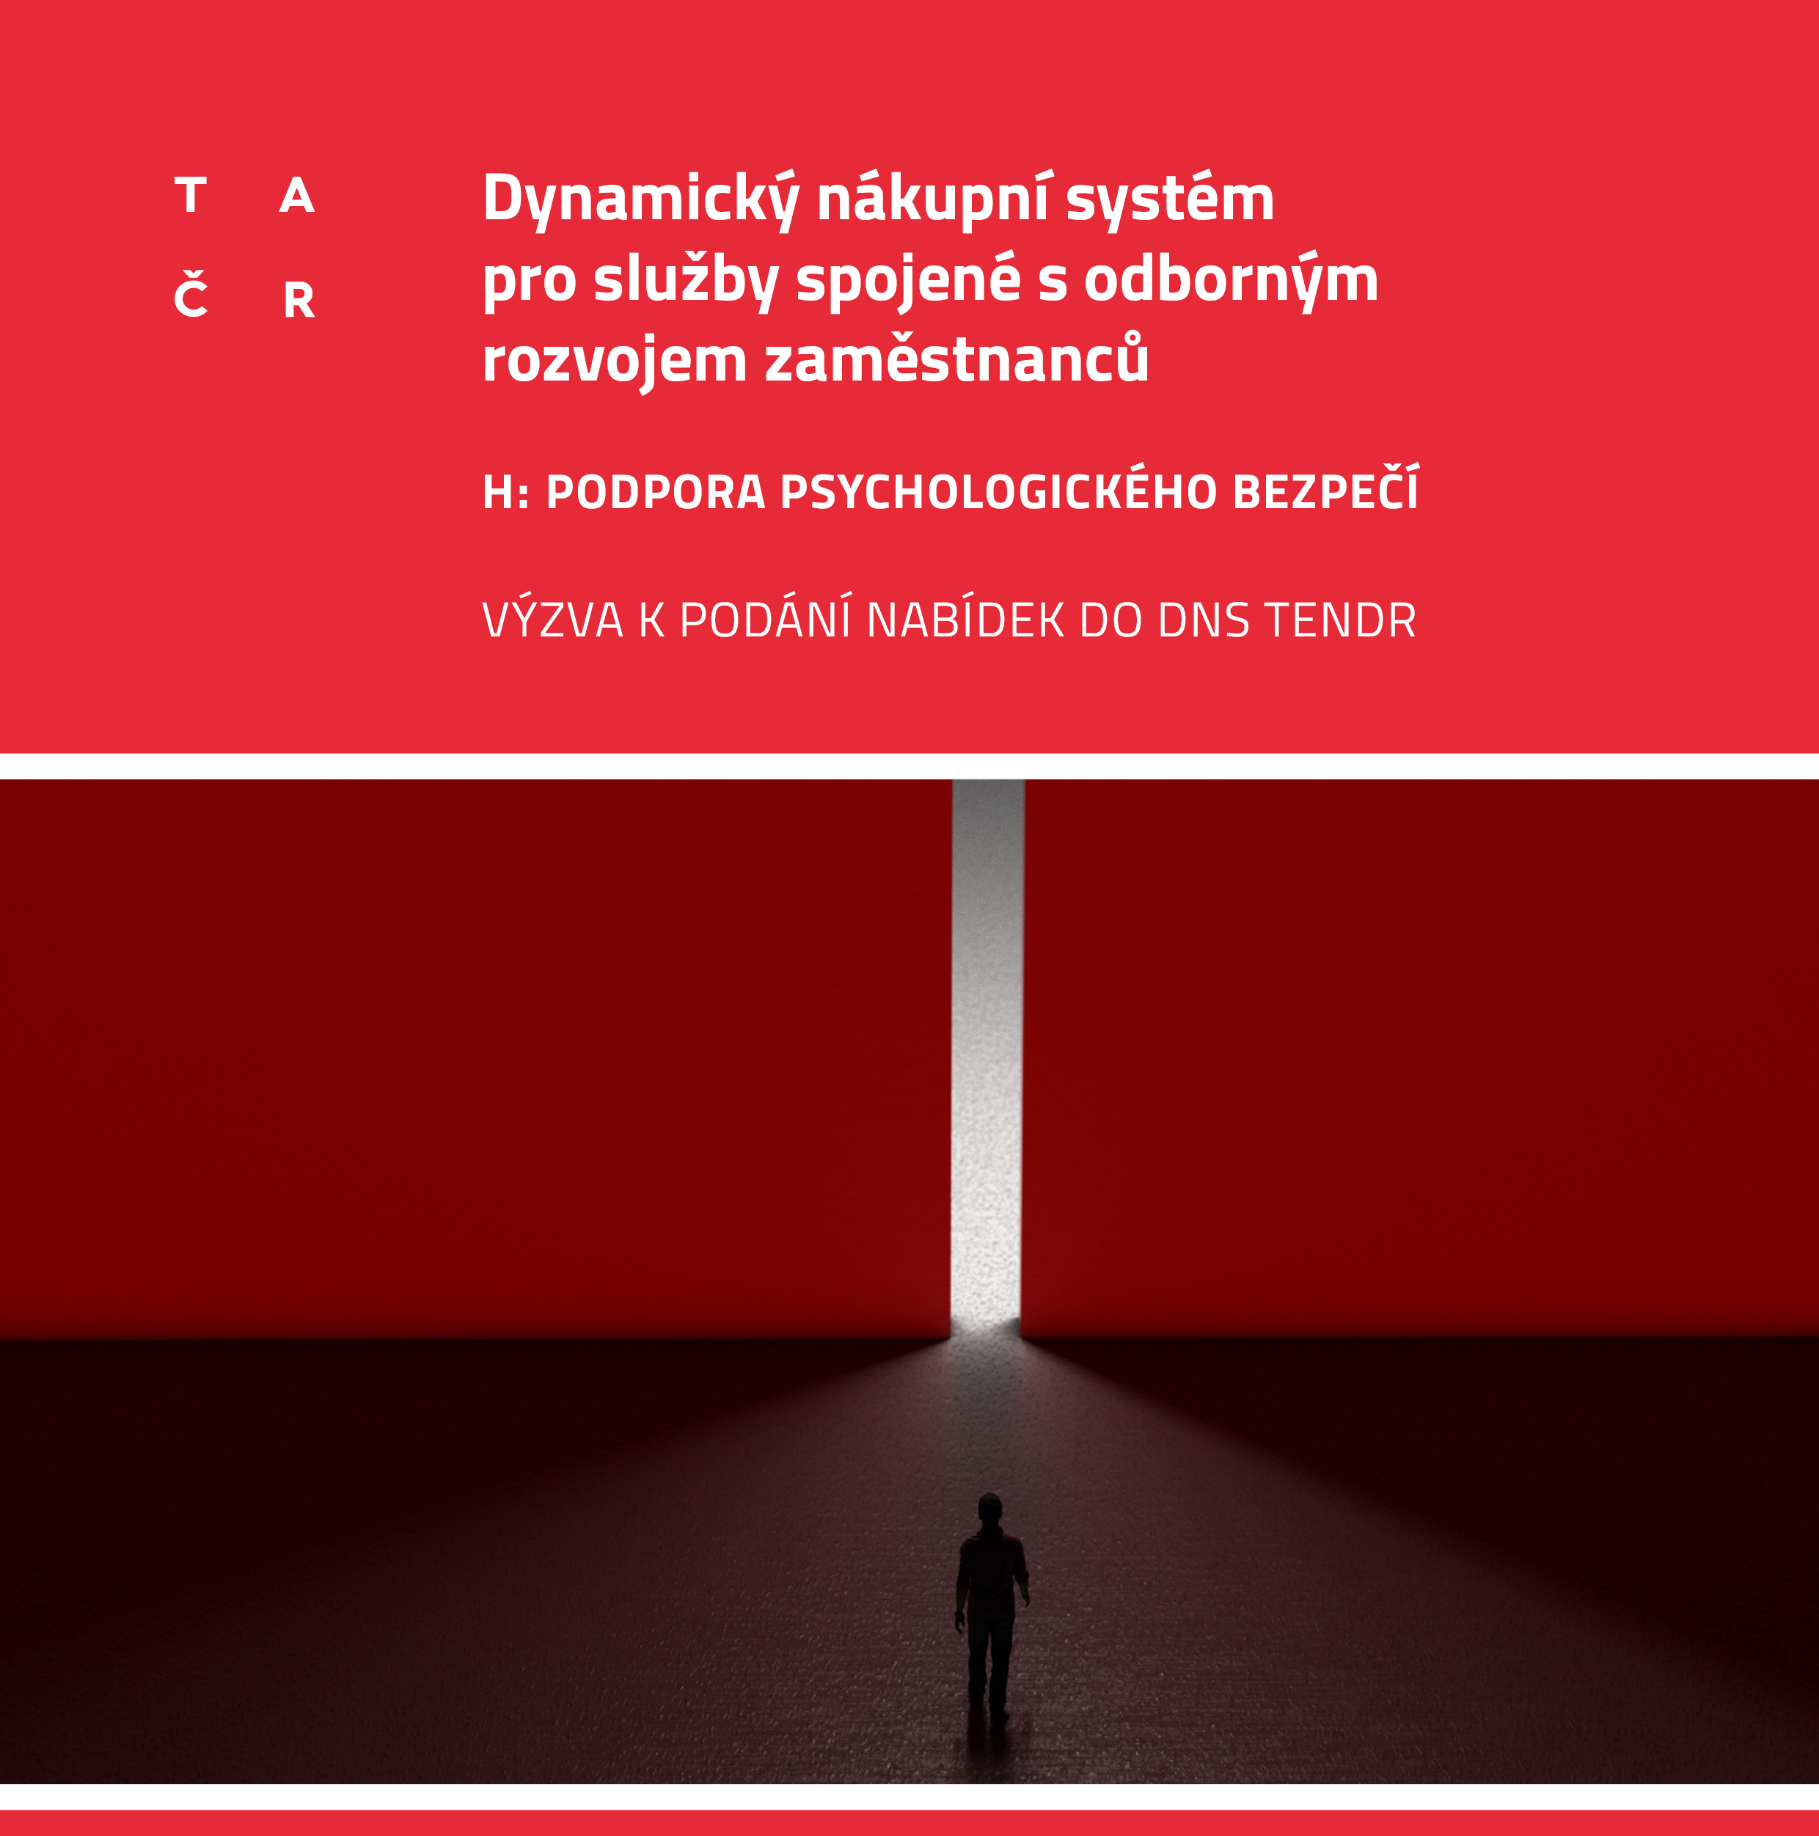 T A
Č R
Dynamický nákupní systém
pro služby spojené s odborným
rozvojem zaměstnanců
H: PODPORA PSYCHOLOGICKÉHO BEZPEČÍ
VÝZVA K PODÁNÍ NABÍDEK DO DNS TENDR